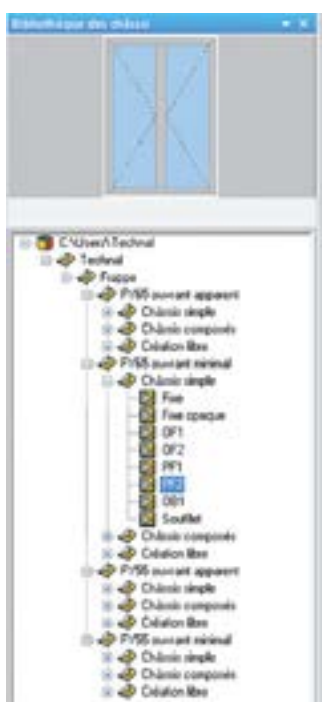 Bibliothèque des châssis
C:\Users\Technal
Technal
Frappe
FY65 ouvrant apparent
Châssis simple
Châssis composés
Création libre
FY65 ouvrant minimal
Châssis simple
Fixe
Fixe opaque
OF1
OF2
PF1
PF2
OB1
Soufflet
Châssis composés
Création libre
FY55 ouvrant apparent
Châssis simple
Châssis composés
Création libre
FY55 ouvrant minimal
Châssis simple
Châssis composés
Création libre